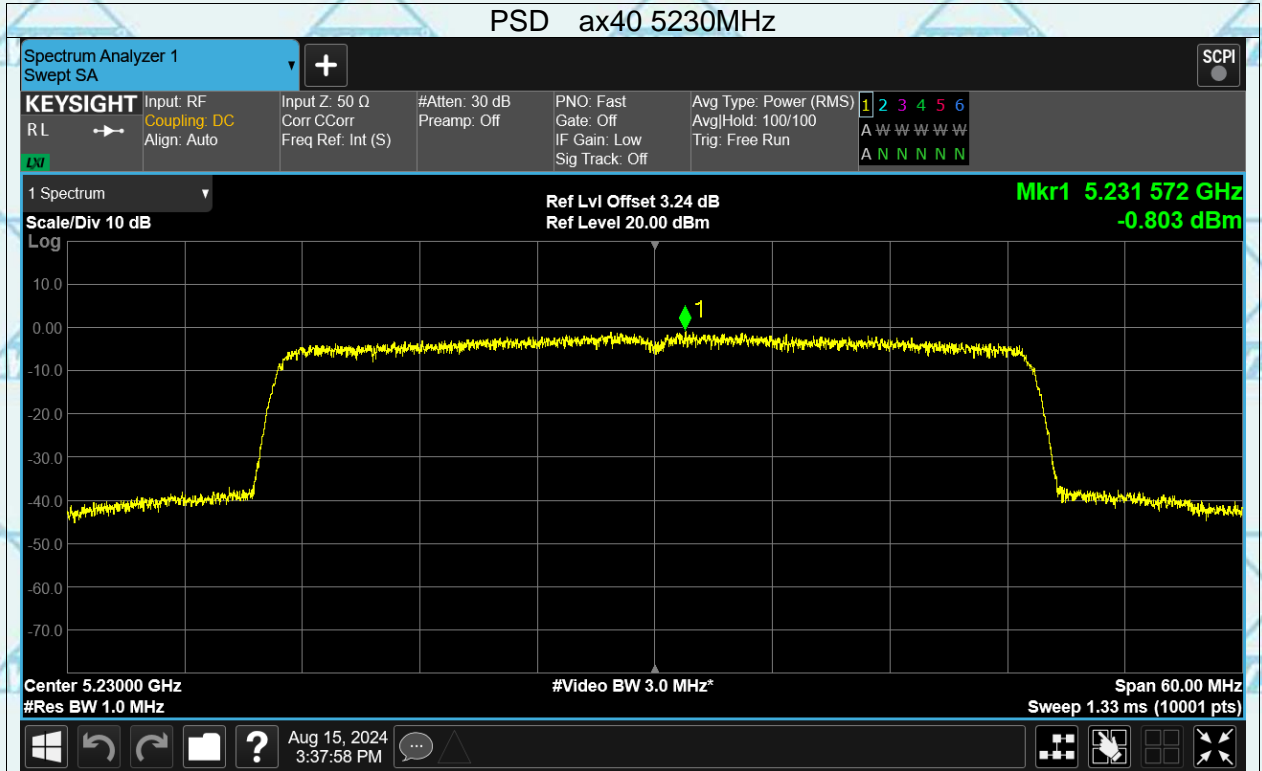 PSD ax40 5230MHz
Spectrum Analyzer 1
Swept SA
SCPI
KEYSIGHT
RL
LXI
Input: RF
Coupling: DC
Align: Auto
Input Z: 50 Ω
Corr CCorr
Freq Ref: Int (S)
#Atten: 30 dB
Preamp: Off
PNO: Fast
Gate: Off
IF Gain: Low
Sig Track: Off
Avg Type: Power (RMS)
Avg|Hold: 100/100
Trig: Free Run
1 2 3 4 5 6
A W W W W W
A N N N N N
1 Spectrum
Scale/Div 10 dB
Ref Lvl Offset 3.24 dB
Ref Level 20.00 dBm
Mkr1 5.231 572 GHz
-0.803 dBm
Log
1
10.0
0.00
-10.0
-20.0
-30.0
-40.0
-50.0
-60.0
-70.0
Center 5.23000 GHz
#Video BW 3.0 MHz*
Span 60.00 MHz
#Res BW 1.0 MHz
Sweep 1.33 ms (10001 pts)
?
Aug 15, 2024
3:37:58 PM